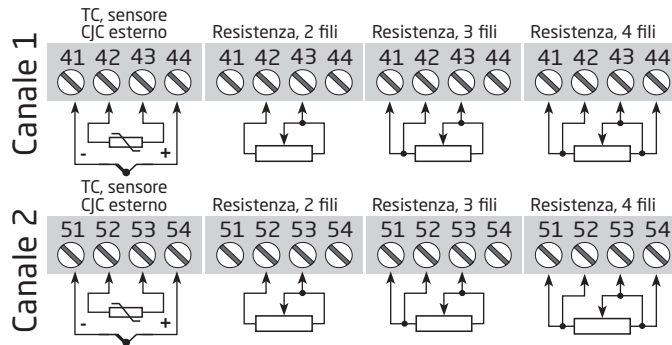 Canale 1
TC, sensore
CJC esterno
Resistenza, 2 fili
Resistenza, 3 fili
Resistenza, 4 fili
41 42 43 44
41 42 43 44
41 42 43 44
41 42 43 44
- +
Canale 2
TC, sensore
CJC esterno
Resistenza, 2 fili
Resistenza, 3 fili
Resistenza, 4 fili
51 52 53 54
51 52 53 54
51 52 53 54
51 52 53 54
- +